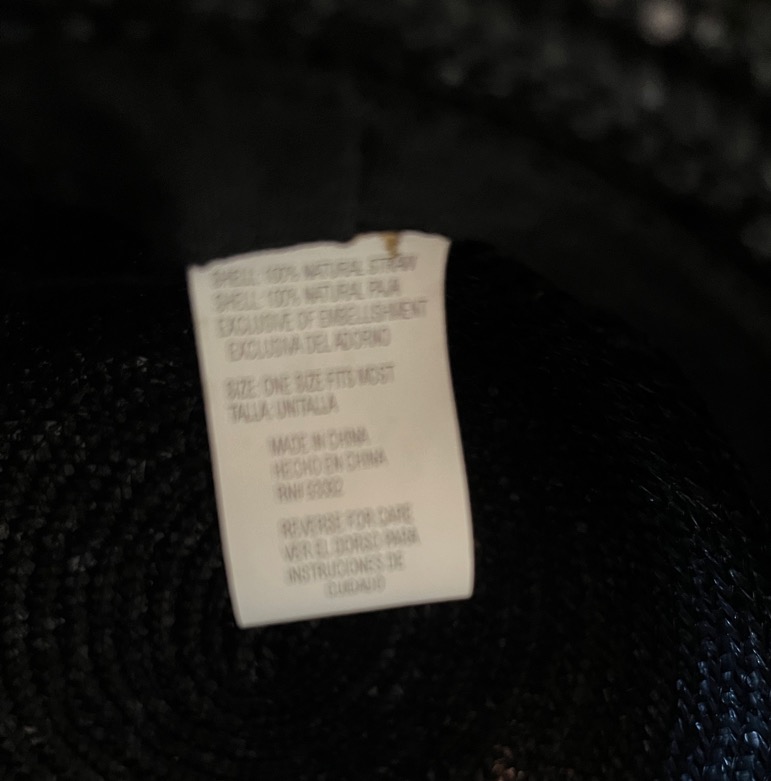 SHELL: 100% NATURAL STRAW
SHELL: 100% NATURAL PAJA
EXCLUSIVE OF EMBELLISHMENT
EXCLUSIVA DEL ADORNO
SIZE: ONE SIZE FITS MOST
TALLA: UNITALLA
MADE IN CHINA
HECHO EN CHINA
RN#
REVERSE FOR CARE
VER EL DORSO PARA
INSTRUCIONES DE
CUIDADO